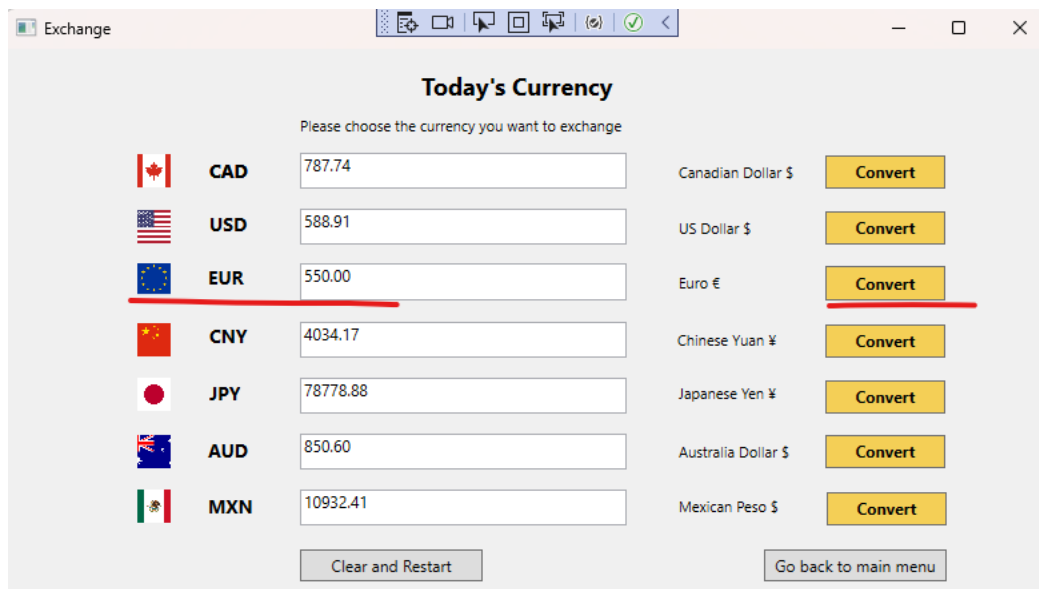 Exchange
Today's Currency
Please choose the currency you want to exchange
CAD 787.74 Canadian Dollar $ Convert
USD 588.91 US Dollar $ Convert
EUR 550.00 Euro € Convert
CNY 4034.17 Chinese Yuan ¥ Convert
JPY 78778.88 Japanese Yen ¥ Convert
AUD 850.60 Australia Dollar $ Convert
MXN 10932.41 Mexican Peso $ Convert
Clear and Restart Go back to main menu